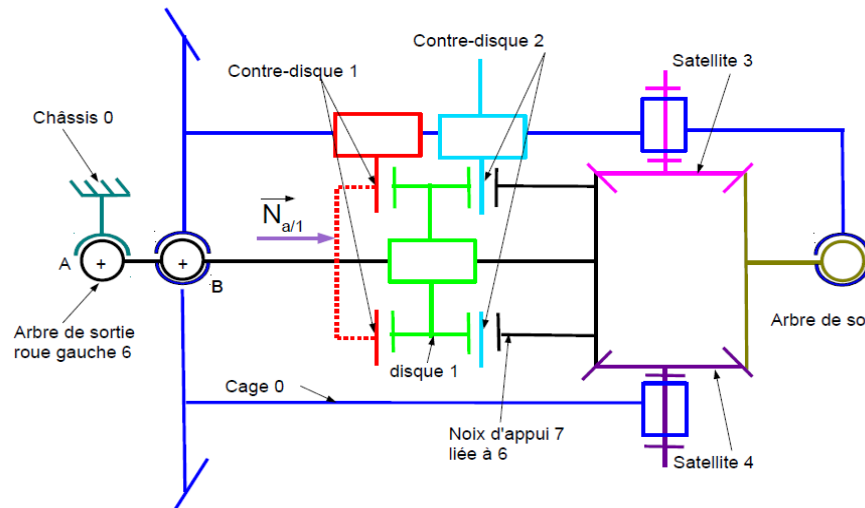 Contre-disque 2
Contre-disque 1
Satellite 3
Châssis 0
N a/1
A
+
+
B
Arbre de sortie
roue gauche 6
Arbre de so
disque 1
Cage 0
Noix d'appui 7
liée à 6
Satellite 4